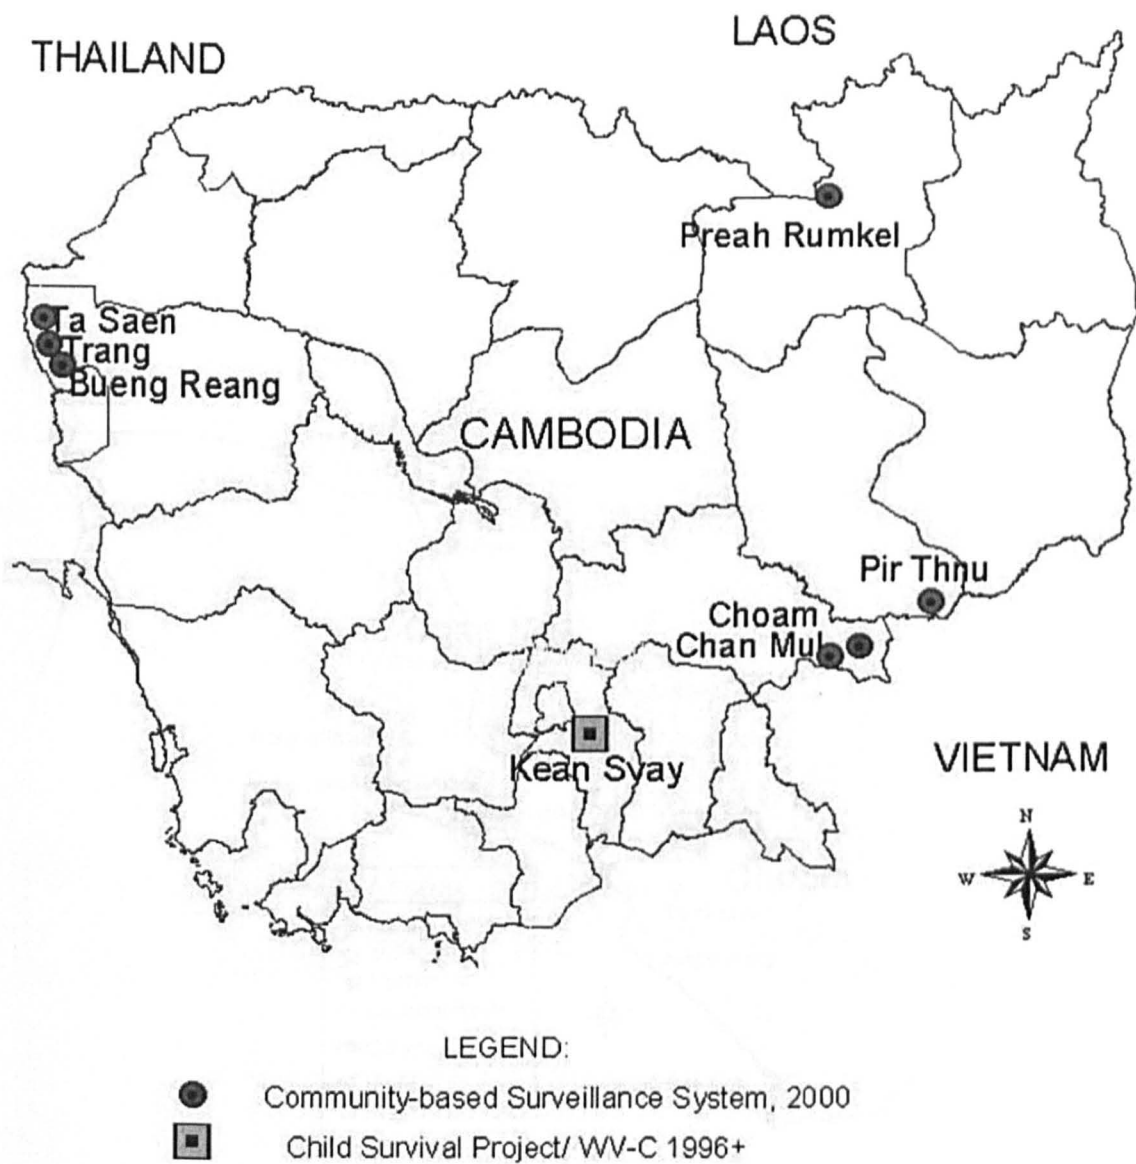 THAILAND
LAOS
Preah Rumkel
Ta Saen
Trang
Bueng Reang
CAMBODIA
Pir Thnu
Choam
Chan Mul
Kean Svay
VIETNAM
N
W E
S
LEGEND:
Community-based Surveillance System, 2000
Child Survival Project/ WV-C 1996+